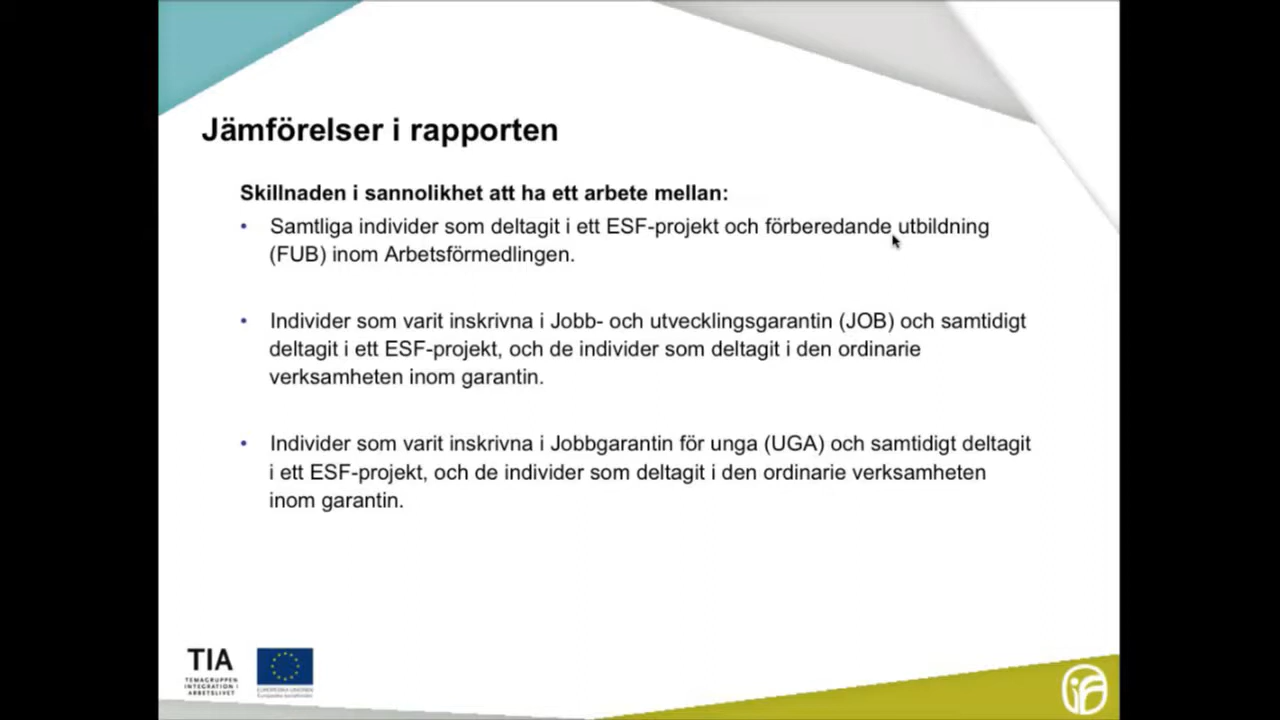 Jämförelser i rapporten
Skillnaden i sannolikhet att ha ett arbete mellan:
• Samtliga individer som deltagit i ett ESF-projekt och förberedande utbildning
(FUB) inom Arbetsförmedlingen.
• Individer som varit inskrivna i Jobb- och utvecklingsgarantin (JOB) och samtidigt
deltagit i ett ESF-projekt, och de individer som deltagit i den ordinarie
verksamheten inom garantin.
• Individer som varit inskrivna i Jobbgarantin för unga (UGA) och samtidigt deltagit
i ett ESF-projekt, och de individer som deltagit i den ordinarie verksamheten
inom garantin.
TIA
TEMAGRUPPEN
INTEGRATION I
ARBETSLIVET
EUROPEISKA UNIONEN
Europeiska socialfonden